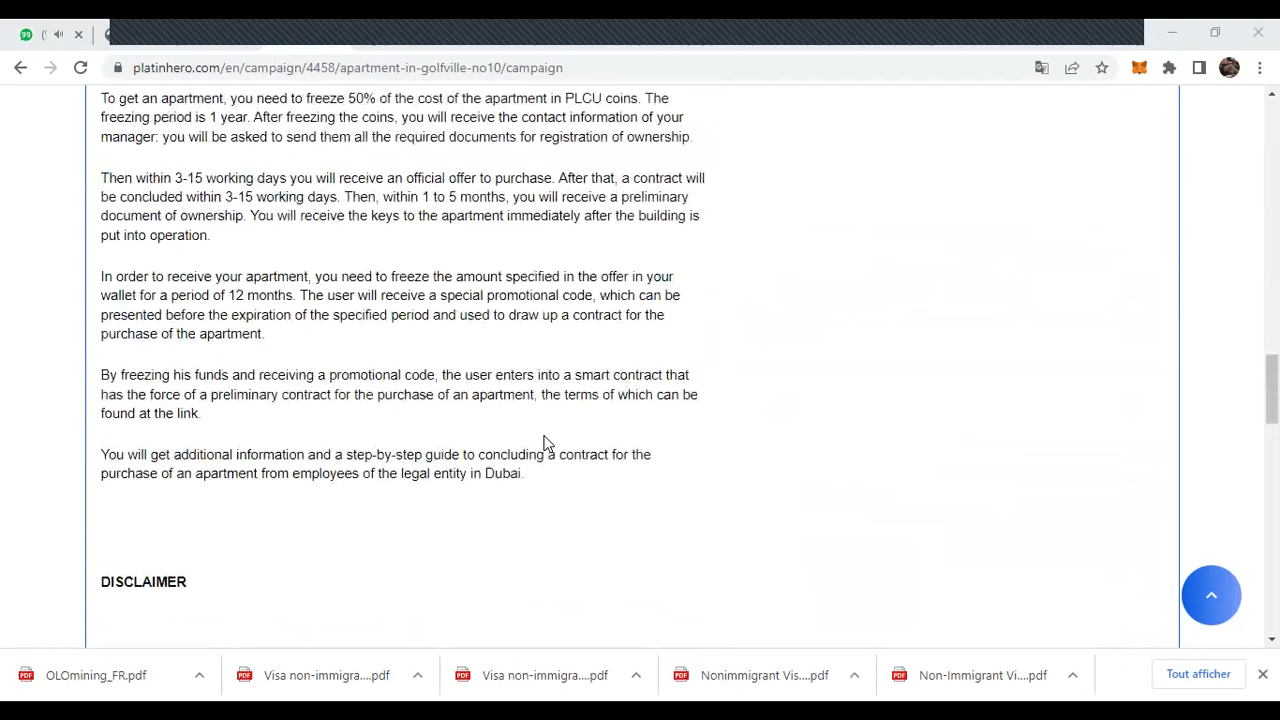 99
platinhero.com/en/campaign/4458/apartment-in-golfville-no10/campaign
To get an apartment, you need to freeze 50% of the cost of the apartment in PLCU coins. The
freezing period is 1 year. After freezing the coins, you will receive the contact information of your
manager: you will be asked to send them all the required documents for registration of ownership.
Then within 3-15 working days you will receive an official offer to purchase. After that, a contract will
be concluded within 3-15 working days. Then, within 1 to 5 months, you will receive a preliminary
document of ownership. You will receive the keys to the apartment immediately after the building is
put into operation.
In order to receive your apartment, you need to freeze the amount specified in the offer in your
wallet for a period of 12 months. The user will receive a special promotional code, which can be
presented before the expiration of the specified period and used to draw up a contract for the
purchase of the apartment.
By freezing his funds and receiving a promotional code, the user enters into a smart contract that
has the force of a preliminary contract for the purchase of an apartment, the terms of which can be
found at the link.
You will get additional information and a step-by-step guide to concluding a contract for the
purchase of an apartment from employees of the legal entity in Dubai.
DISCLAIMER
OLOmining_FR.pdf
Visa non-immigra....pdf
Visa non-immigra....pdf
Nonimmigrant Vis....pdf
Non-Immigrant Vi....pdf
Tout afficher